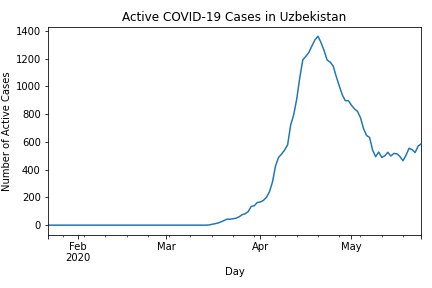 Active COVID-19 Cases in Uzbekistan
Number of Active Cases
1400
1200
1000
800
600
400
200
0
Feb
2020
Mar
Apr
May
Day